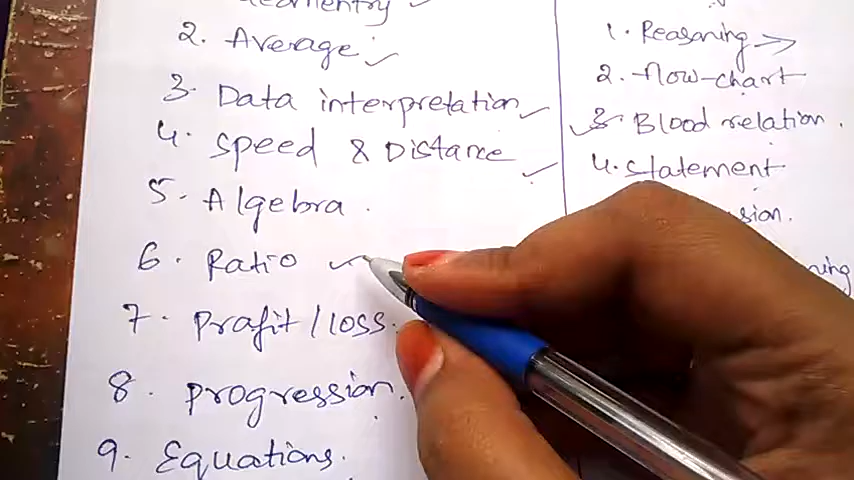 2. Average
3. Data interpretation
4. Speed & Distance
5. Algebra.
6. Ratio
7. Prafit/loss.
8. progression.
9. Equations.
1. Reasoning
2. flow-chart
3. Blood relation.
4. statement